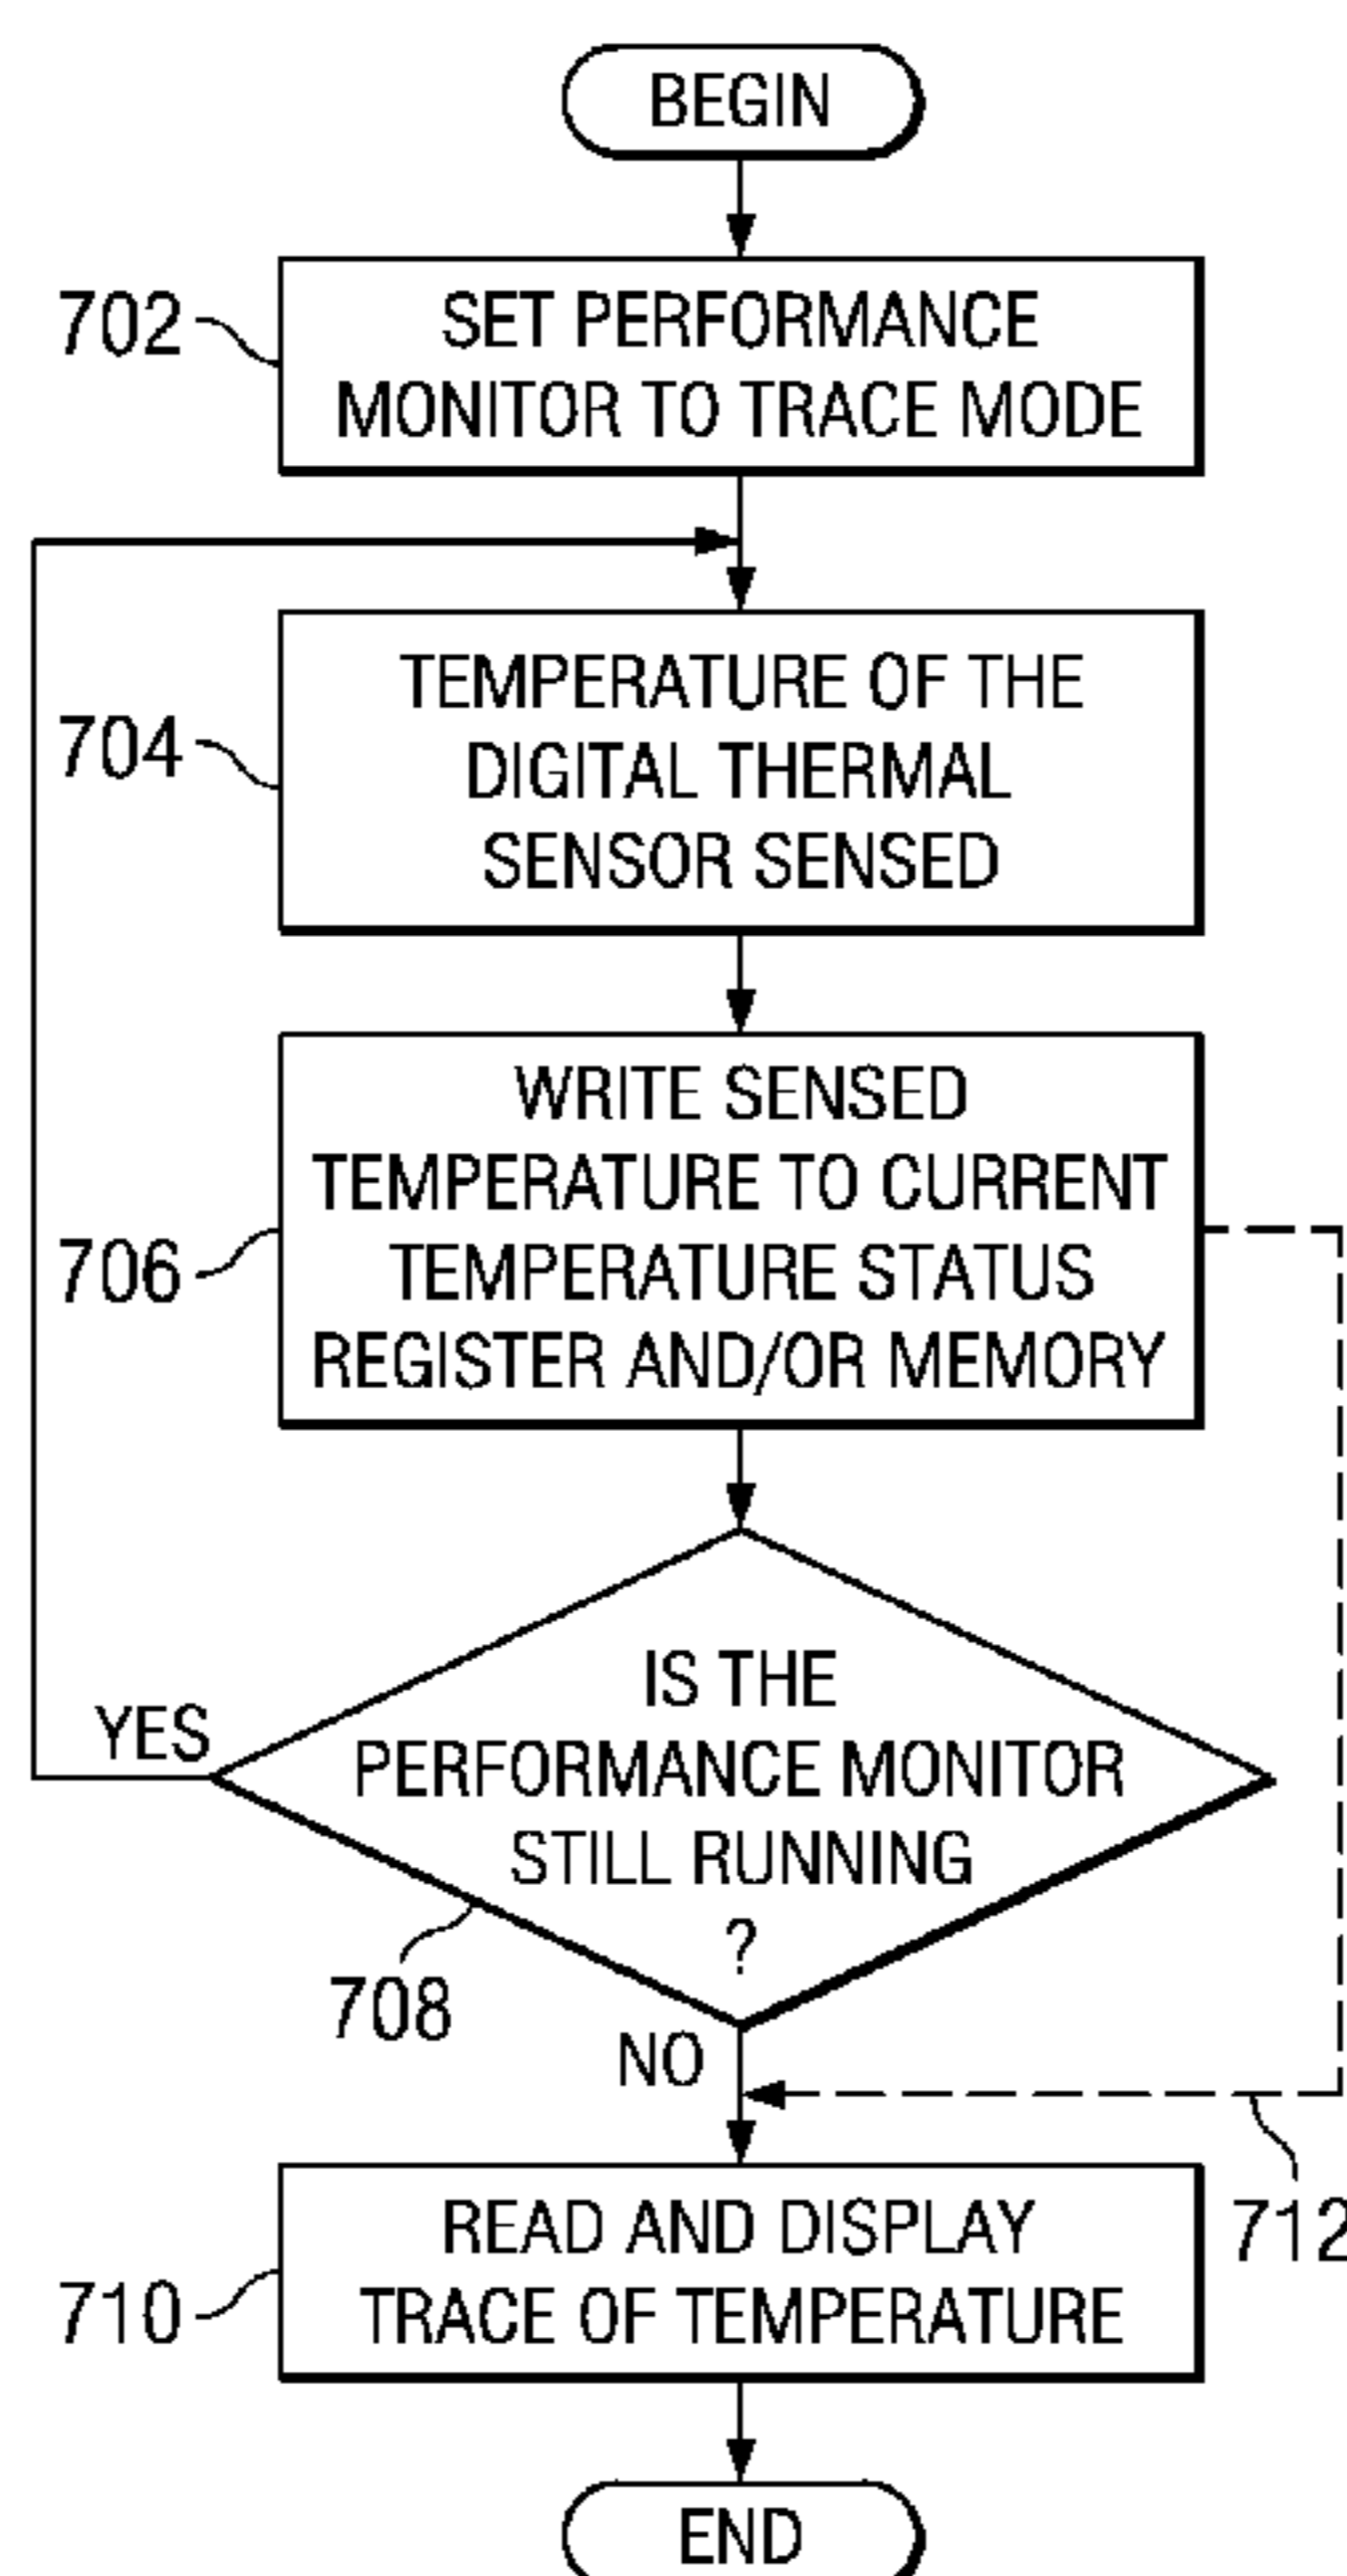 BEGIN
702
SET PERFORMANCE
MONITOR TO TRACE MODE
704
TEMPERATURE OF THE
DIGITAL THERMAL
SENSOR SENSED
706
WRITE SENSED
TEMPERATURE TO CURRENT
TEMPERATURE STATUS
REGISTER AND/OR MEMORY
YES
IS THE
PERFORMANCE MONITOR
STILL RUNNING
?
708
NO
712
710
READ AND DISPLAY
TRACE OF TEMPERATURE
END